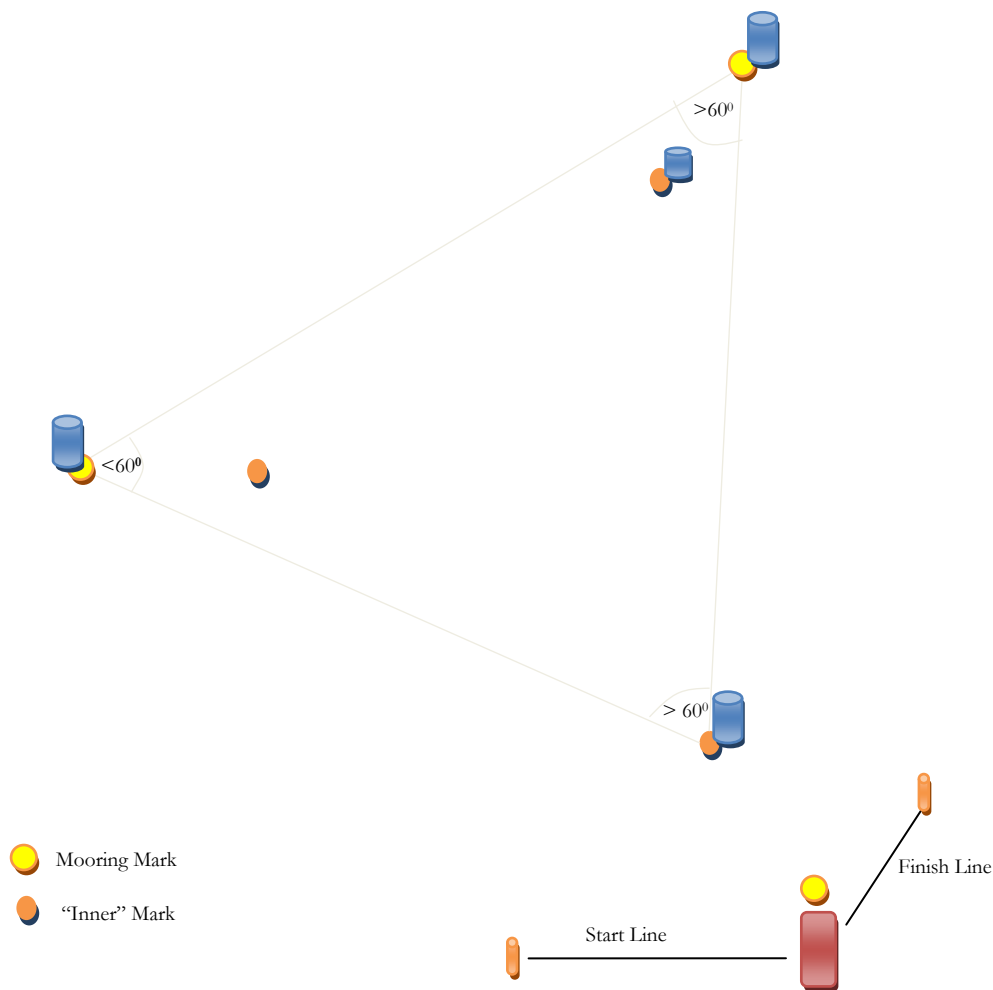 >60⁰
<60⁰
> 60⁰
Finish Line
Mooring Mark
“Inner” Mark
Start Line